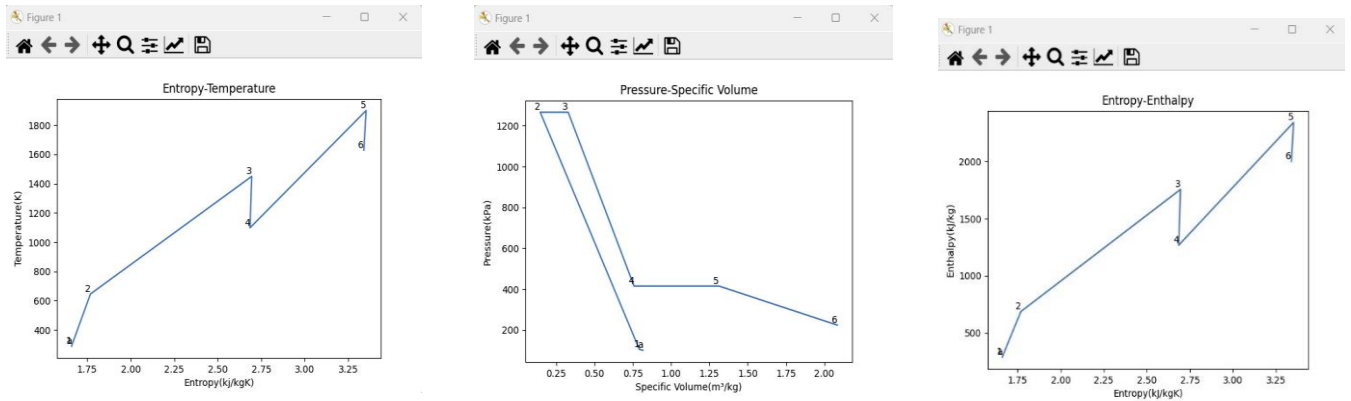 Figure 1
Entropy-Temperature
Temperature(K)
1800
1600
1400
1200
1000
800
600
400
1.75 2.00 2.25 2.50 2.75 3.00 3.25
Entropy(kj/kgK)
5
6
3
4
2
1
Figure 1
Pressure-Specific Volume
Pressure(kPa)
1200
1000
800
600
400
200
0.25 0.50 0.75 1.00 1.25 1.50 1.75 2.00
Specific Volume(m³/kg)
2 3
4 5
6
1a
Figure 1
Entropy-Enthalpy
Enthalpy(kJ/kg)
2000
1500
1000
500
1.75 2.00 2.25 2.50 2.75 3.00 3.25
Entropy(kJ/kgK)
5
6
3
4
2
1